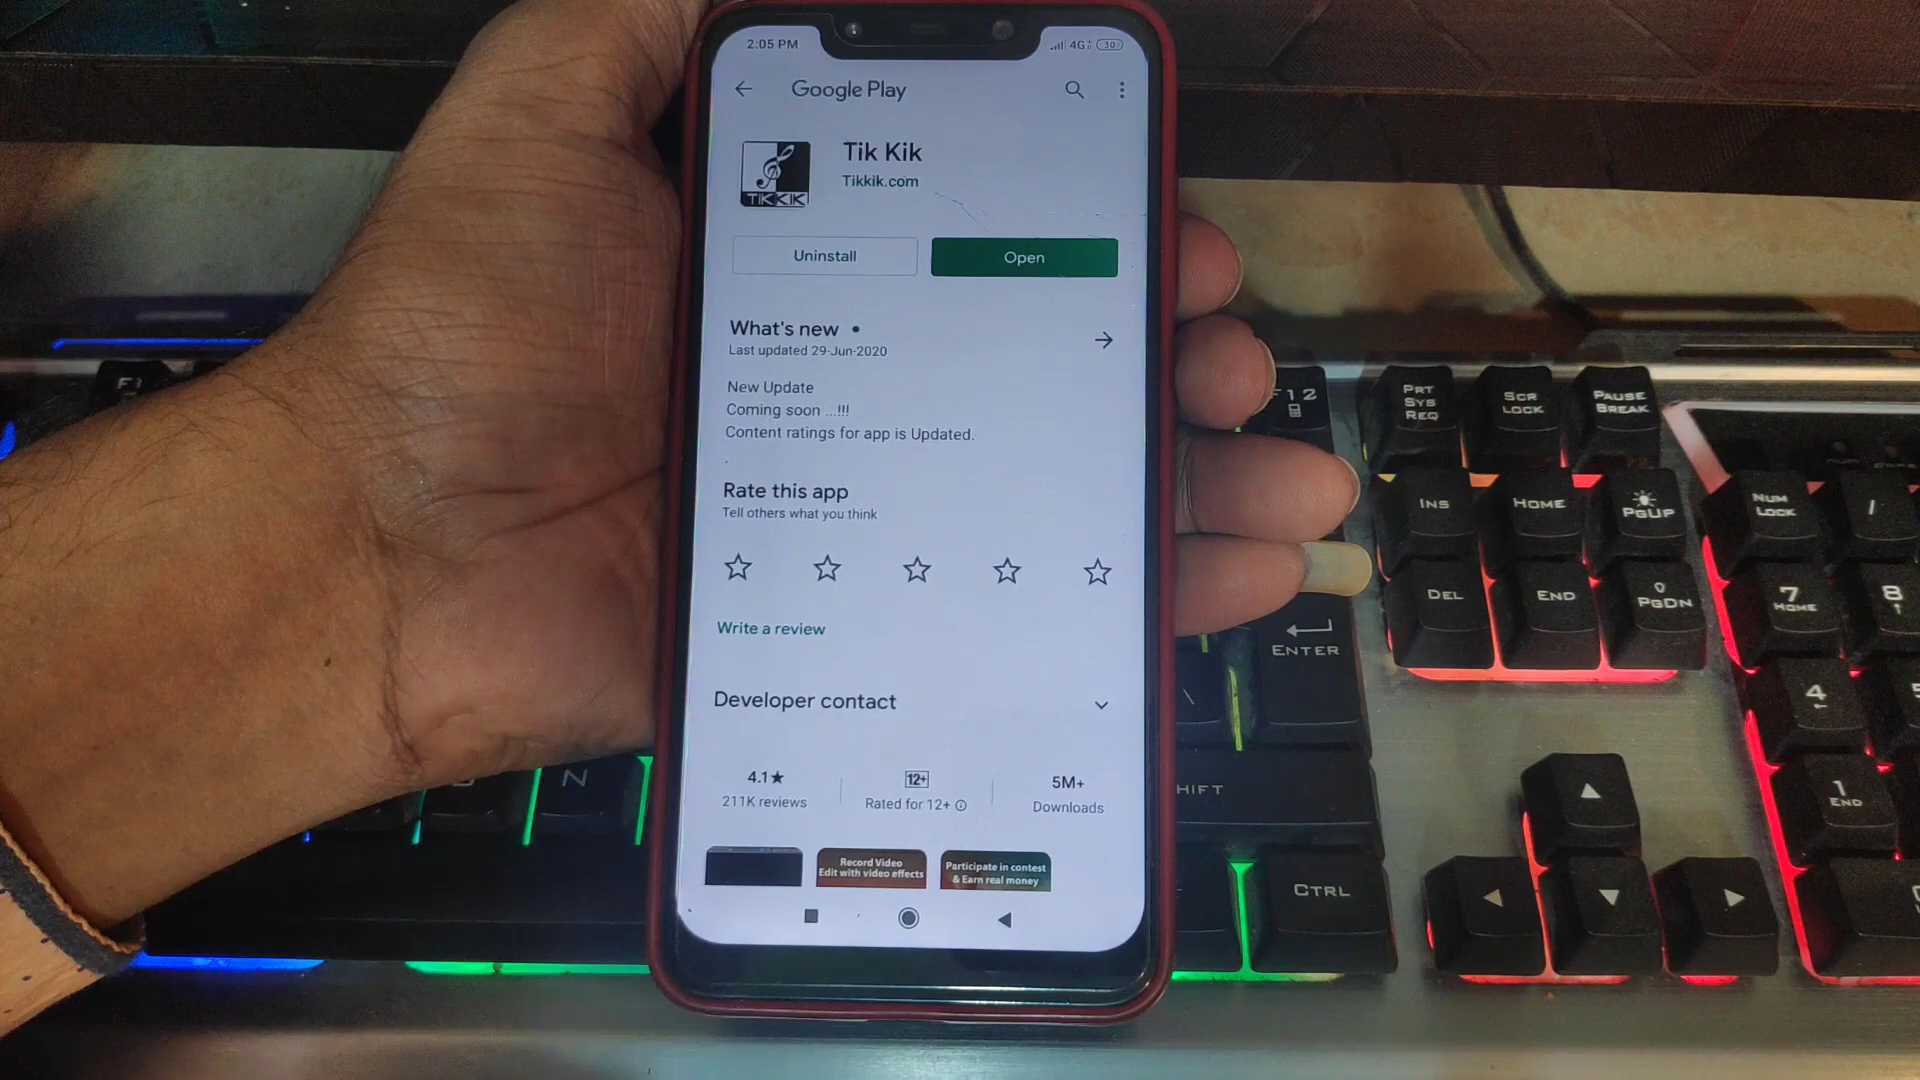 2:05 PM
4G+ 30
Google Play
Tik Kik
Tikkik.com
TIKKIK
Uninstall
Open
What's new
Last updated 29-Jun-2020
New Update
Coming soon ...!!!
Content ratings for app is Updated.
Rate this app
Tell others what you think
Write a review
Developer contact
4.1★
211K reviews
12+
Rated for 12+
5M+
Downloads
Record Video
Edit with video effects
Participate in contest
& Earn real money
F1
F12
PRT
SYS
REQ
SCR
LOCK
PAUSE
BREAK
INS
HOME
PGUP
NUM
LOCK
/
DEL
END
PGDN
7
HOME
8
ENTER
\
4
N
SHIFT
1
END
CTRL